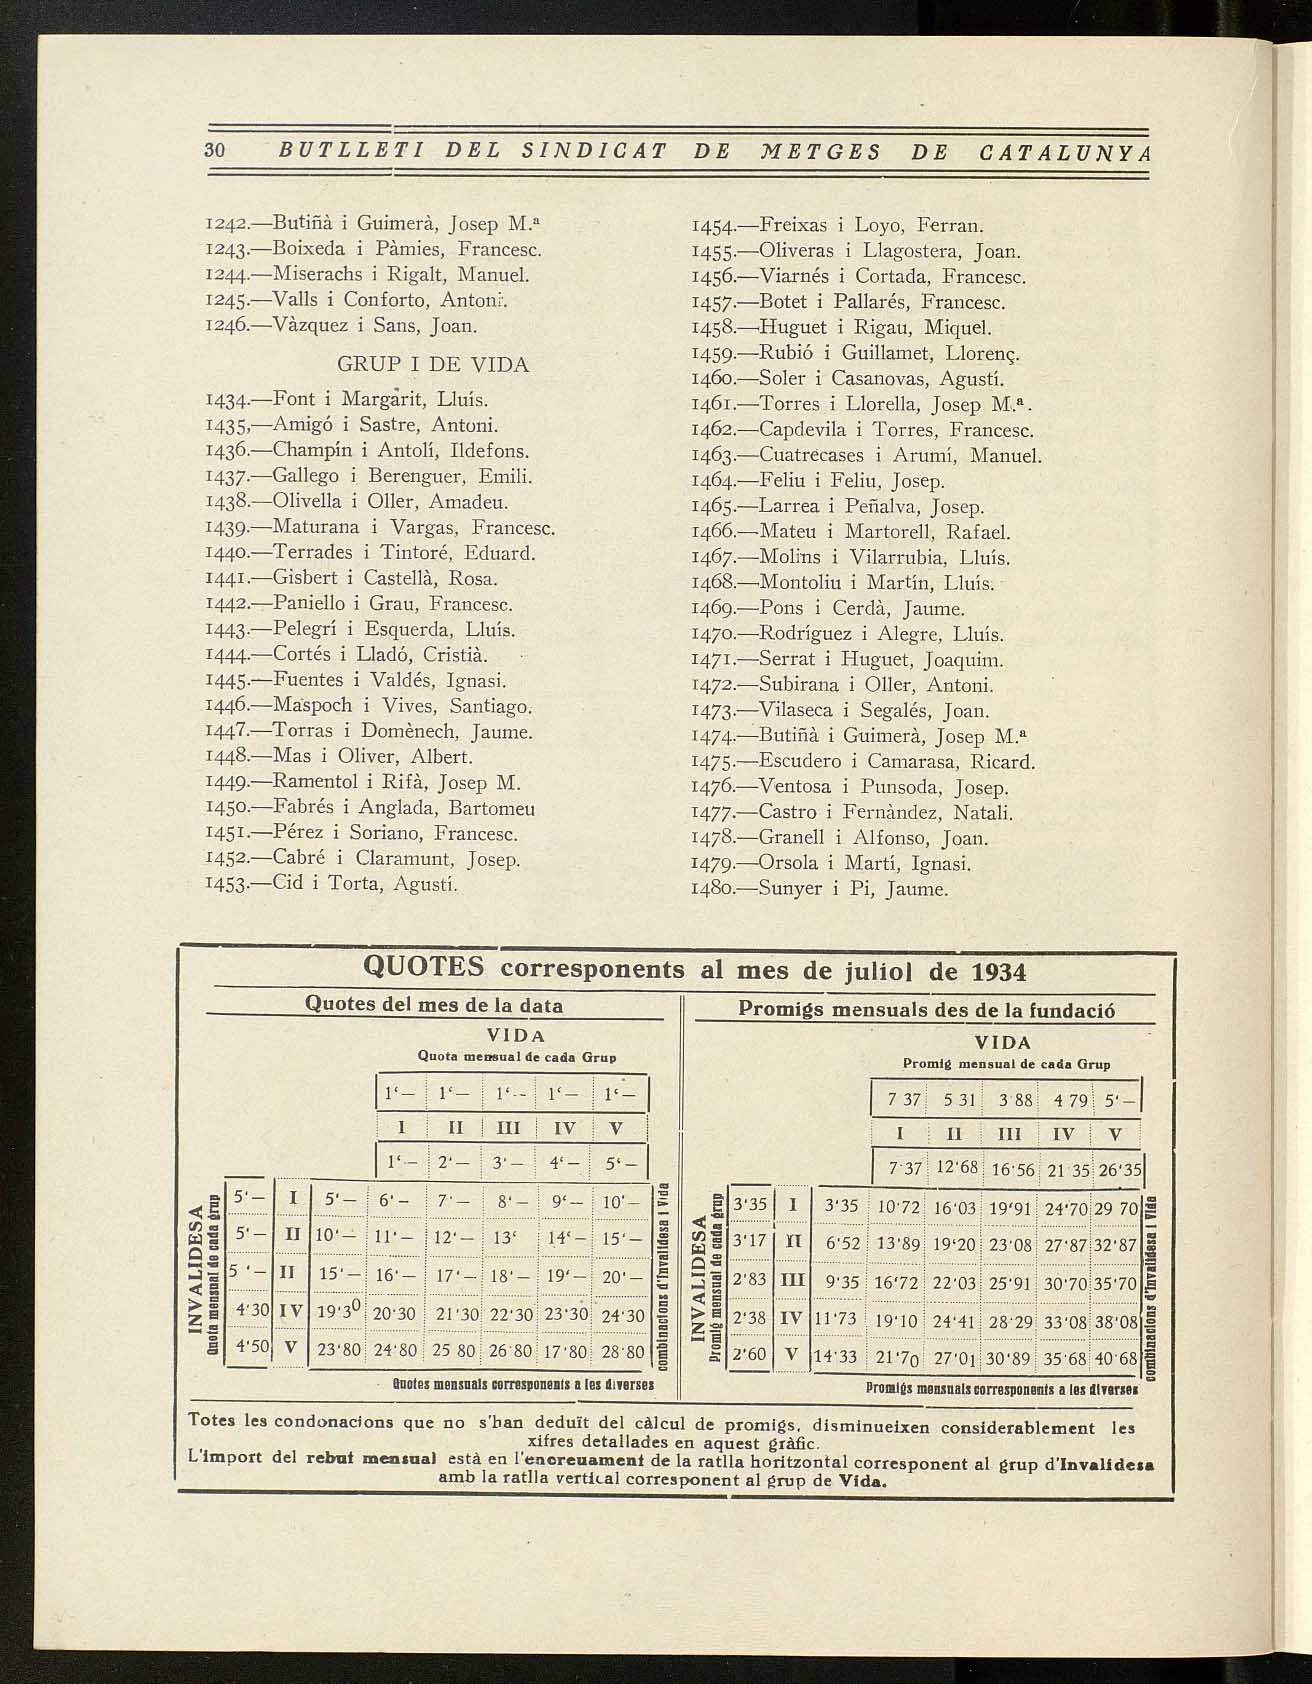 30 BUTLLETI DEL SINDICAT DE METGES DE CATALUNYA
1242.—Butiñà i Guimerà, Josep M.ª
1243.—Boixeda i Pàmies, Francesc.
1244.—Miserachs i Rigalt, Manuel.
1245.—Valls i Conforto, Antoni.
1246.—Vàzquez i Sans, Joan.
GRUP I DE VIDA
1434.—Font i Margàrit, Lluís.
1435,—Amigó i Sastre, Antoni.
1436.—Champín i Antolí, Ildefons.
1437.—Gallego i Berenguer, Emili.
1438.—Olivella i Oller, Amadeu.
1439.—Maturana i Vargas, Francesc.
1440.—Terrades i Tintoré, Eduard.
1441.—Gisbert i Castellà, Rosa.
1442.—Paniello i Grau, Francesc.
1443.—Pelegrí i Esquerda, Lluís.
1444.—Cortés i Lladó, Cristià.
1445.—Fuentes i Valdés, Ignasi.
1446.—Maspoch i Vives, Santiago.
1447.—Torras i Domènech, Jaume.
1448.—Mas i Oliver, Albert.
1449.—Ramentol i Rifà, Josep M.
1450.—Fabrés i Anglada, Bartomeu
1451.—Pérez i Soriano, Francesc.
1452.—Cabré i Claramunt, Josep.
1453.—Cid i Torta, Agustí.
1454.—Freixas i Loyo, Ferran.
1455.—Oliveras i Llagostera, Joan.
1456.—Viarnés i Cortada, Francesc.
1457.—Botet i Pallarés, Francesc.
1458.—Huguet i Rigau, Miquel.
1459.—Rubió i Guillamet, Llorenç.
1460.—Soler i Casanovas, Agustí.
1461.—Torres i Llorella, Josep M.ª.
1462.—Capdevila i Torres, Francesc.
1463.—Cuatrecases i Arumí, Manuel.
1464.—Feliu i Feliu, Josep.
1465.—Larrea i Peñalva, Josep.
1466.—Mateu i Martorell, Rafael.
1467.—Molins i Vilarrubia, Lluís.
1468.—Montoliu i Martín, Lluís.
1469.—Pons i Cerdà, Jaume.
1470.—Rodríguez i Alegre, Lluís.
1471.—Serrat i Huguet, Joaquim.
1472.—Subirana i Oller, Antoni.
1473.—Vilaseca i Segalés, Joan.
1474.—Butiñà i Guimerà, Josep M.ª
1475.—Escudero i Camarasa, Ricard.
1476.—Ventosa i Punsoda, Josep.
1477.—Castro i Fernàndez, Natali.
1478.—Granell i Alfonso, Joan.
1479.—Orsola i Martí, Ignasi.
1480.—Sunyer i Pi, Jaume.
QUOTES corresponents al mes de juliol de 1934
Quotes del mes de la data
VIDA
Quota mensual de cada Grup
1‘— 1‘— 1‘-- 1‘— 1‘—
I II III IV V
1‘— 2‘— 3‘— 4‘— 5‘—
INVALIDESA
Quota mensual de cada grup
5‘— I 5‘— 6‘— 7‘— 8‘— 9‘— 10‘—
5‘— II 10‘— 11‘— 12‘— 13‘ 14‘— 15‘—
5 ‘— II 15‘— 16‘— 17‘— 18‘— 19‘— 20‘—
4‘30 IV 19‘30 20‘30 21‘30 22‘30 23‘30 24‘30
4‘50 V 23‘80 24‘80 25 80 26‘80 17‘80 28‘80
combinacions d'Invalidesa i Vida
Quotes mensuals corresponents a les diverses
Promigs mensuals des de la fundació
VIDA
Promig mensual de cada Grup
7 37 5 31 3 88 4 79 5‘—
I II III IV V
7‘37 12‘68 16‘56 21 35 26‘35
INVALIDESA
Promig mensual de cada grup
3‘35 I 3‘35 10‘72 16‘03 19‘91 24‘70 29 70
3‘17 II 6‘52 13‘89 19‘20 23‘08 27‘87 32‘87
2‘83 III 9‘35 16‘72 22‘03 25‘91 30‘70 35‘70
2‘38 IV 11‘73 19‘10 24‘41 28‘29 33‘08 38‘08
2‘60 V 14‘33 21‘70 27‘01 30‘89 35‘68 40‘68
combinacions d'Invalidesa i Vida
Promigs mensuals corresponents a les diverses
Totes les condonacions que no s'han deduït del càlcul de promigs, disminueixen considerablement les
xifres detallades en aquest gràfic.
L'import del rebut mensual està en l'encreuament de la ratlla horitzontal corresponent al grup d'Invalidesa
amb la ratlla vertical corresponent al grup de Vida.